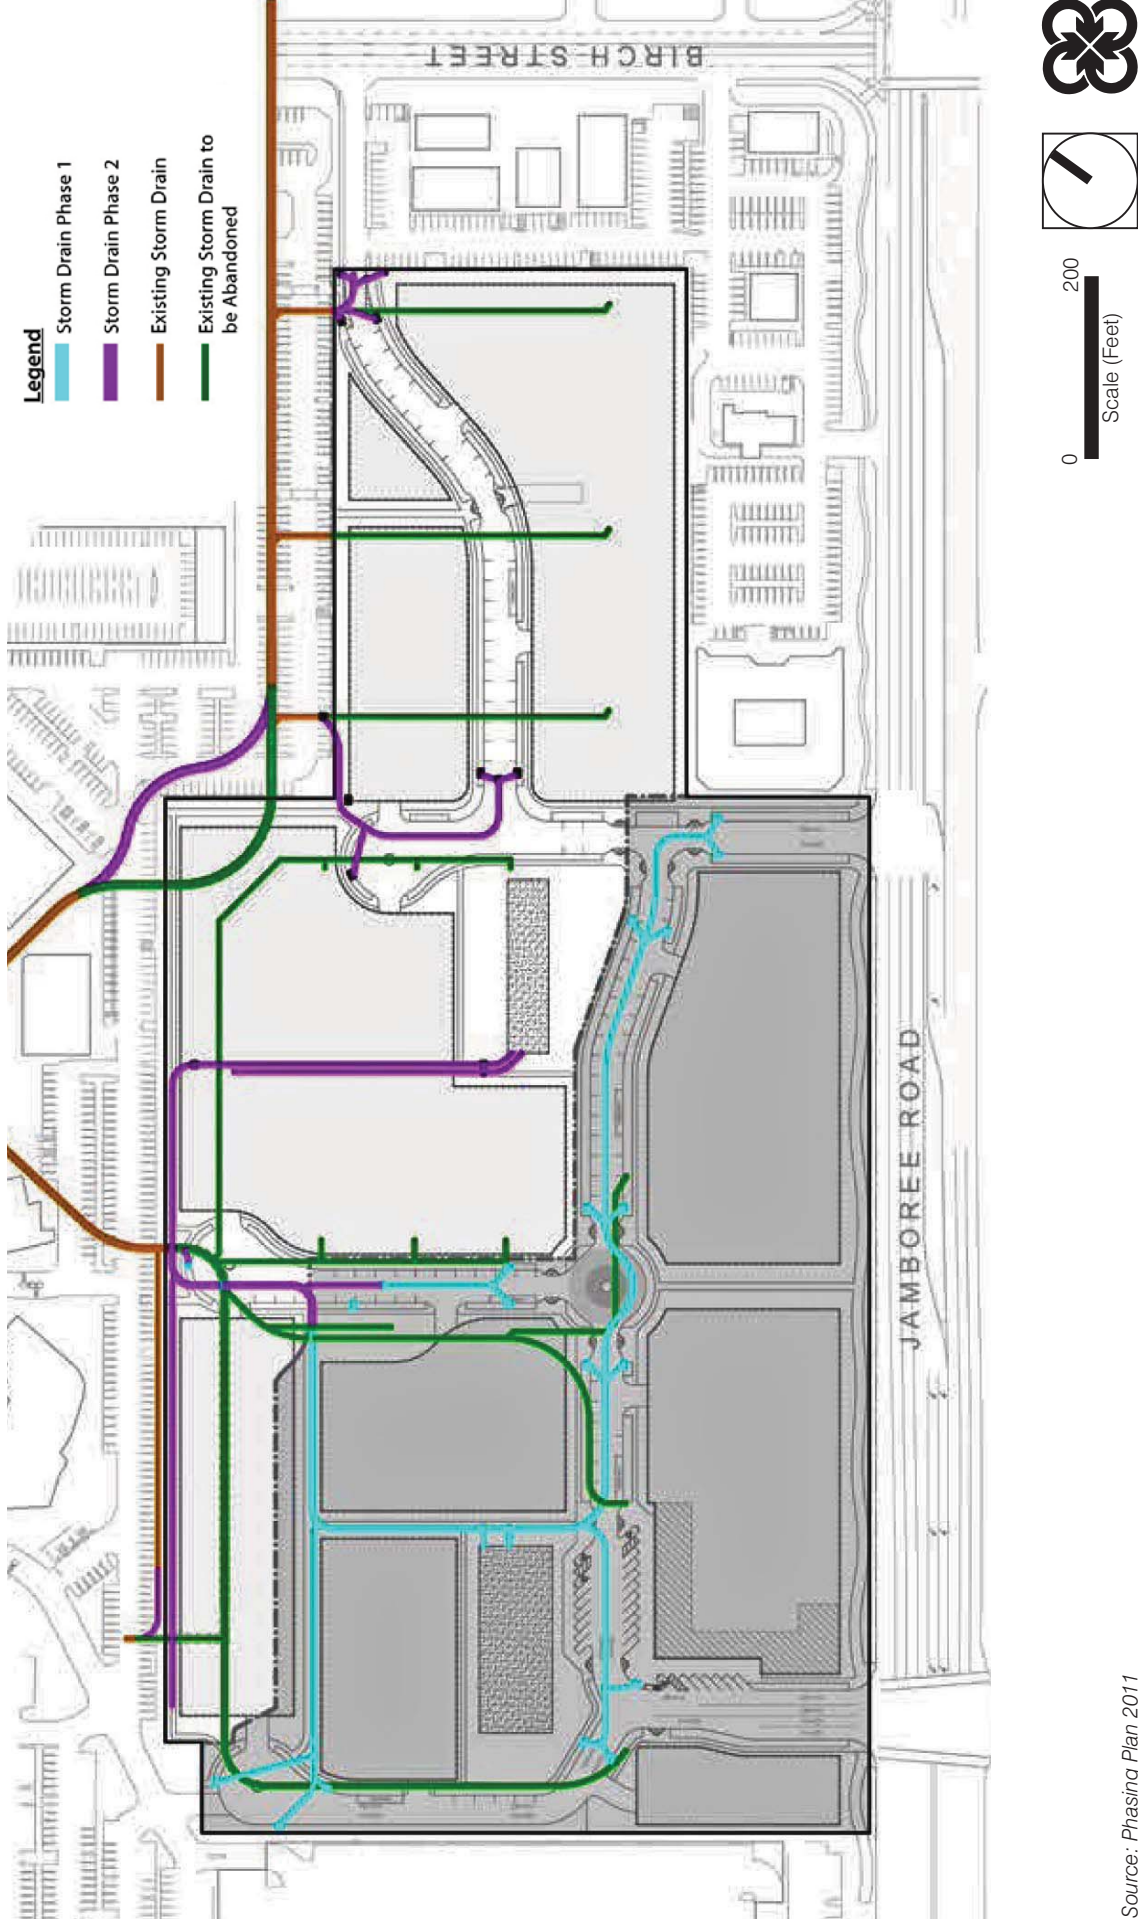 BIRCH STREET
Legend
Storm Drain Phase 1
Storm Drain Phase 2
Existing Storm Drain
Existing Storm Drain to
be Abandoned
JAMBOREE ROAD
0 200
Scale (Feet)
Source: Phasing Plan 2011